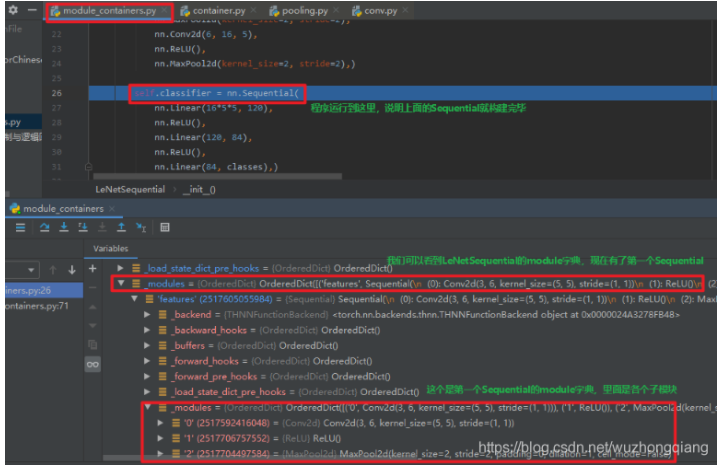 module_containers.py × container.py × pooling.py × conv.py ×
nFile
22 nn.Conv2d(6, 16, 5),
orChinese
23 nn.ReLU(),
24 nn.MaxPool2d(kernel_size=2, stride=2),)
25
26 self.classifier = nn.Sequential(
27 nn.Linear(16*5*5, 120), 程序运行到这里，说明上面的Sequential就构建完毕
s.py
28 nn.ReLU(),
制与逻辑
29 nn.Linear(120, 84),
30 nn.ReLU(),
31 nn.Linear(84, classes),)
LeNetSequential › __init__()
module_containers ×
Variables
我们可以看到LeNetSequential的module字典，现在有了第一个Sequential
_load_state_dict_pre_hooks = {OrderedDict} OrderedDict()
iners.py:26
_modules = {OrderedDict} OrderedDict([('features', Sequential(\n (0): Conv2d(3, 6, kernel_size=(5, 5), stride=(1, 1))\n (1): ReLU()\n (2)
ontainers.py:71
'features' (2517605055984) = {Sequential} Sequential(\n (0): Conv2d(3, 6, kernel_size=(5, 5), stride=(1, 1))\n (1): ReLU()\n (2): MaxP
_backend = {THNNFunctionBackend} <torch.nn.backends.thnn.THNNFunctionBackend object at 0x0000024A3278FB48>
_backward_hooks = {OrderedDict} OrderedDict()
_buffers = {OrderedDict} OrderedDict()
_forward_hooks = {OrderedDict} OrderedDict()
_forward_pre_hooks = {OrderedDict} OrderedDict()
_load_state_dict_pre_hooks = {OrderedDict} OrderedDict() 这个是第一个Sequential的module字典，里面是各个子模块
_modules = {OrderedDict} OrderedDict([('0', Conv2d(3, 6, kernel_size=(5, 5), stride=(1, 1))), ('1', ReLU()), ('2', MaxPool2d(kernel_siz
'0' (2517592416048) = {Conv2d} Conv2d(3, 6, kernel_size=(5, 5), stride=(1, 1))
'1' (2517706757552) = {ReLU} ReLU()
'2' (2517704497584) = {MaxPool2d} MaxPool2d(kernel_size=2, stride=2, padding=0, dilation=1, ceil_mode=False)
https://blog.csdn.net/wuzhongqiang